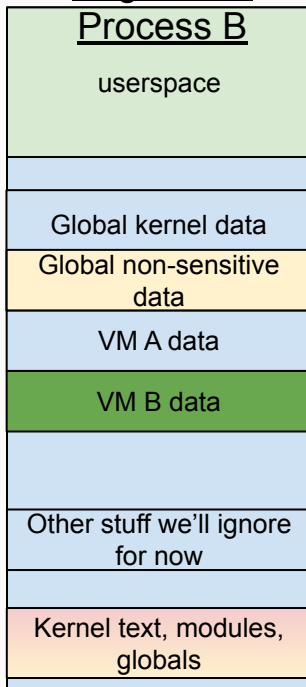 Process B
userspace
Global kernel data
Global non-sensitive
data
VM A data
VM B data
Other stuff we'll ignore
for now
Kernel text, modules,
globals